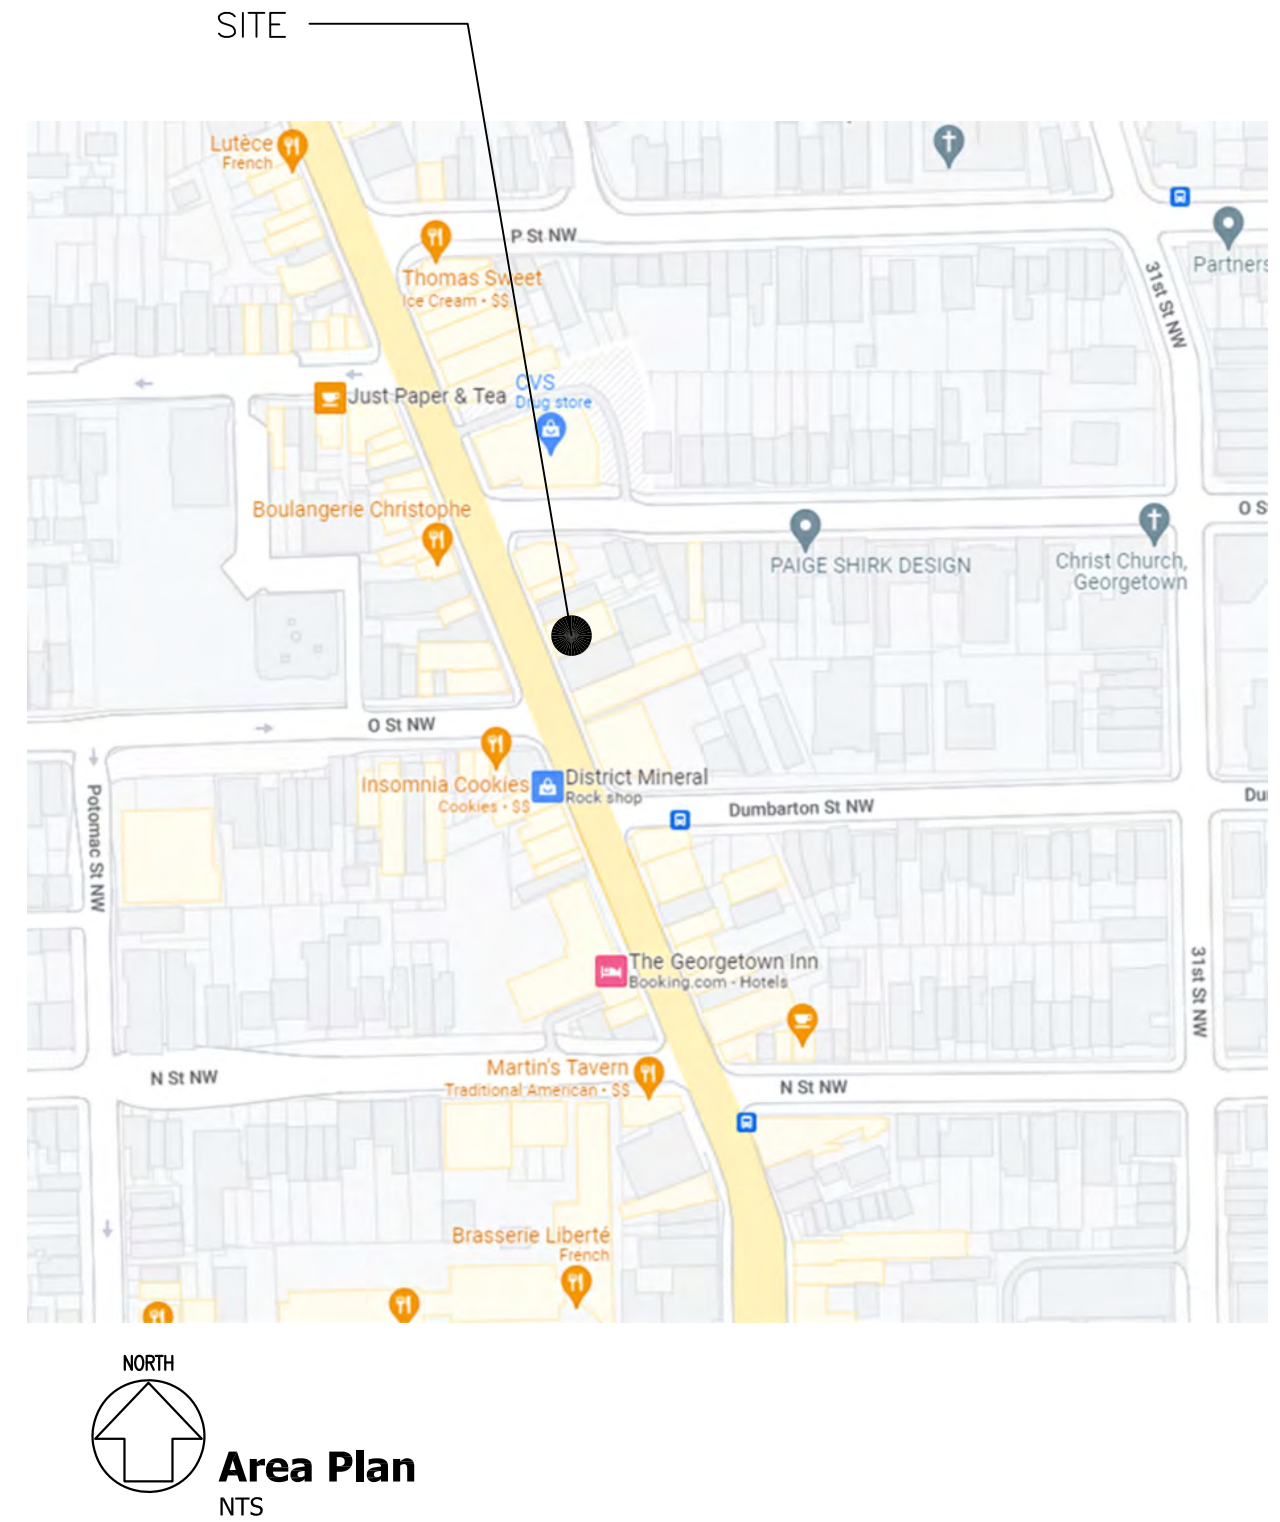 SITE
Lutèce
French
P St NW
Thomas Sweet
Ice Cream • $$
31st St NW
Partners
Just Paper & Tea
CVS
Drug store
Boulangerie Christophe
O S
PAIGE SHIRK DESIGN
Christ Church,
Georgetown
O St NW
Insomnia Cookies
Cookies • $$
District Mineral
Rock shop
Dumbarton St NW
Du
Potomac St NW
The Georgetown Inn
Booking.com - Hotels
31st St NW
Martin's Tavern
Traditional American • $$
N St NW
N St NW
Brasserie Liberté
French
NORTH
Area Plan
NTS